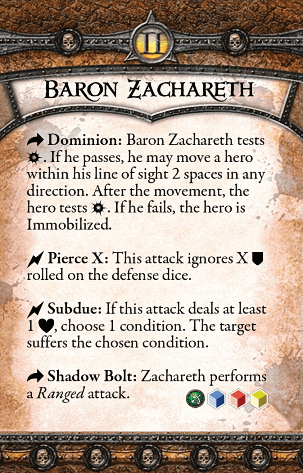 II
BARON ZACHARETH
Dominion: Baron Zachareth tests
. If he passes, he may move a hero
within his line of sight 2 spaces in any
direction. After the movement, the
hero tests . If he fails, the hero is
Immobilized.
Pierce X: This attack ignores X
rolled on the defense dice.
Subdue: If this attack deals at least
1 , choose 1 condition. The target
suffers the chosen condition.
Shadow Bolt: Zachareth performs
a Ranged attack.